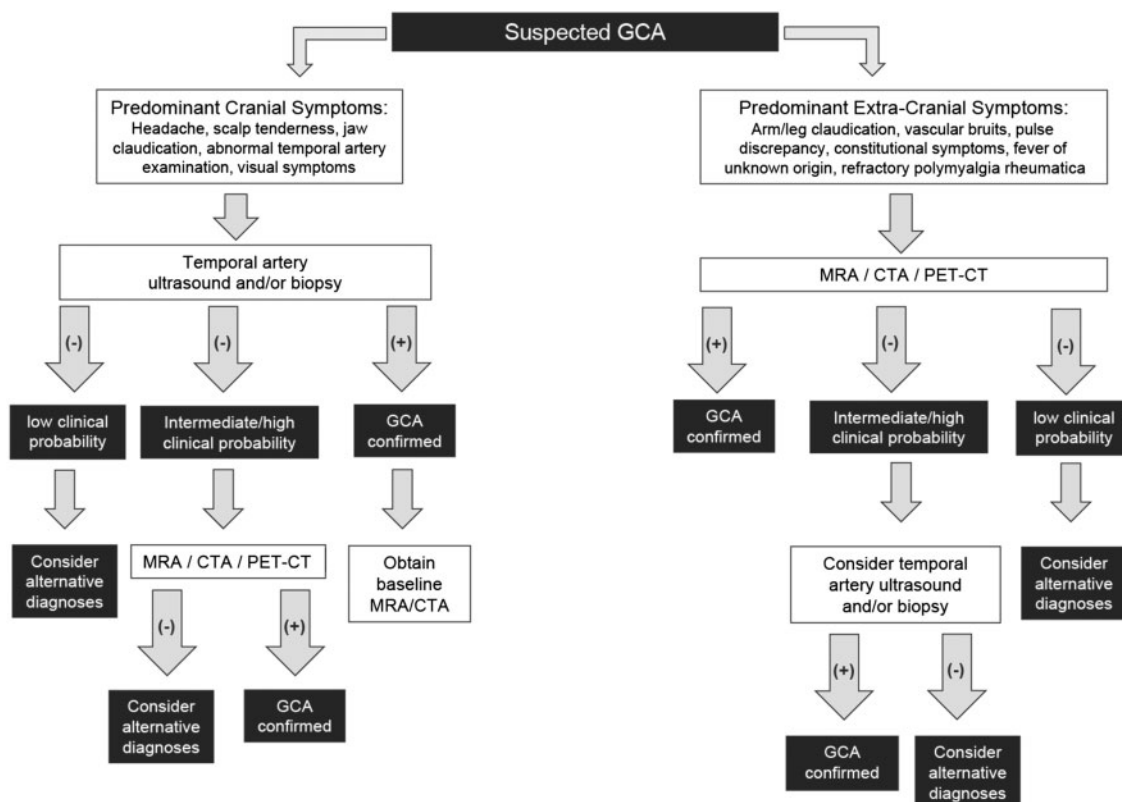 Suspected GCA
Predominant Cranial Symptoms:
Headache, scalp tenderness, jaw
claudication, abnormal temporal artery
examination, visual symptoms
Temporal artery
ultrasound and/or biopsy
(-)
(-)
(+)
low clinical
probability
Intermediate/high
clinical probability
GCA
confirmed
Consider
alternative
diagnoses
MRA / CTA / PET-CT
Obtain
baseline
MRA/CTA
(-)
(+)
Consider
alternative
diagnoses
GCA
confirmed
Predominant Extra-Cranial Symptoms:
Arm/leg claudication, vascular bruits, pulse
discrepancy, constitutional symptoms, fever of
unknown origin, refractory polymyalgia rheumatica
MRA / CTA / PET-CT
(+)
(-)
(-)
GCA
confirmed
Intermediate/high
clinical probability
low clinical
probability
Consider temporal
artery ultrasound
and/or biopsy
Consider
alternative
diagnoses
(+)
(-)
GCA
confirmed
Consider
alternative
diagnoses